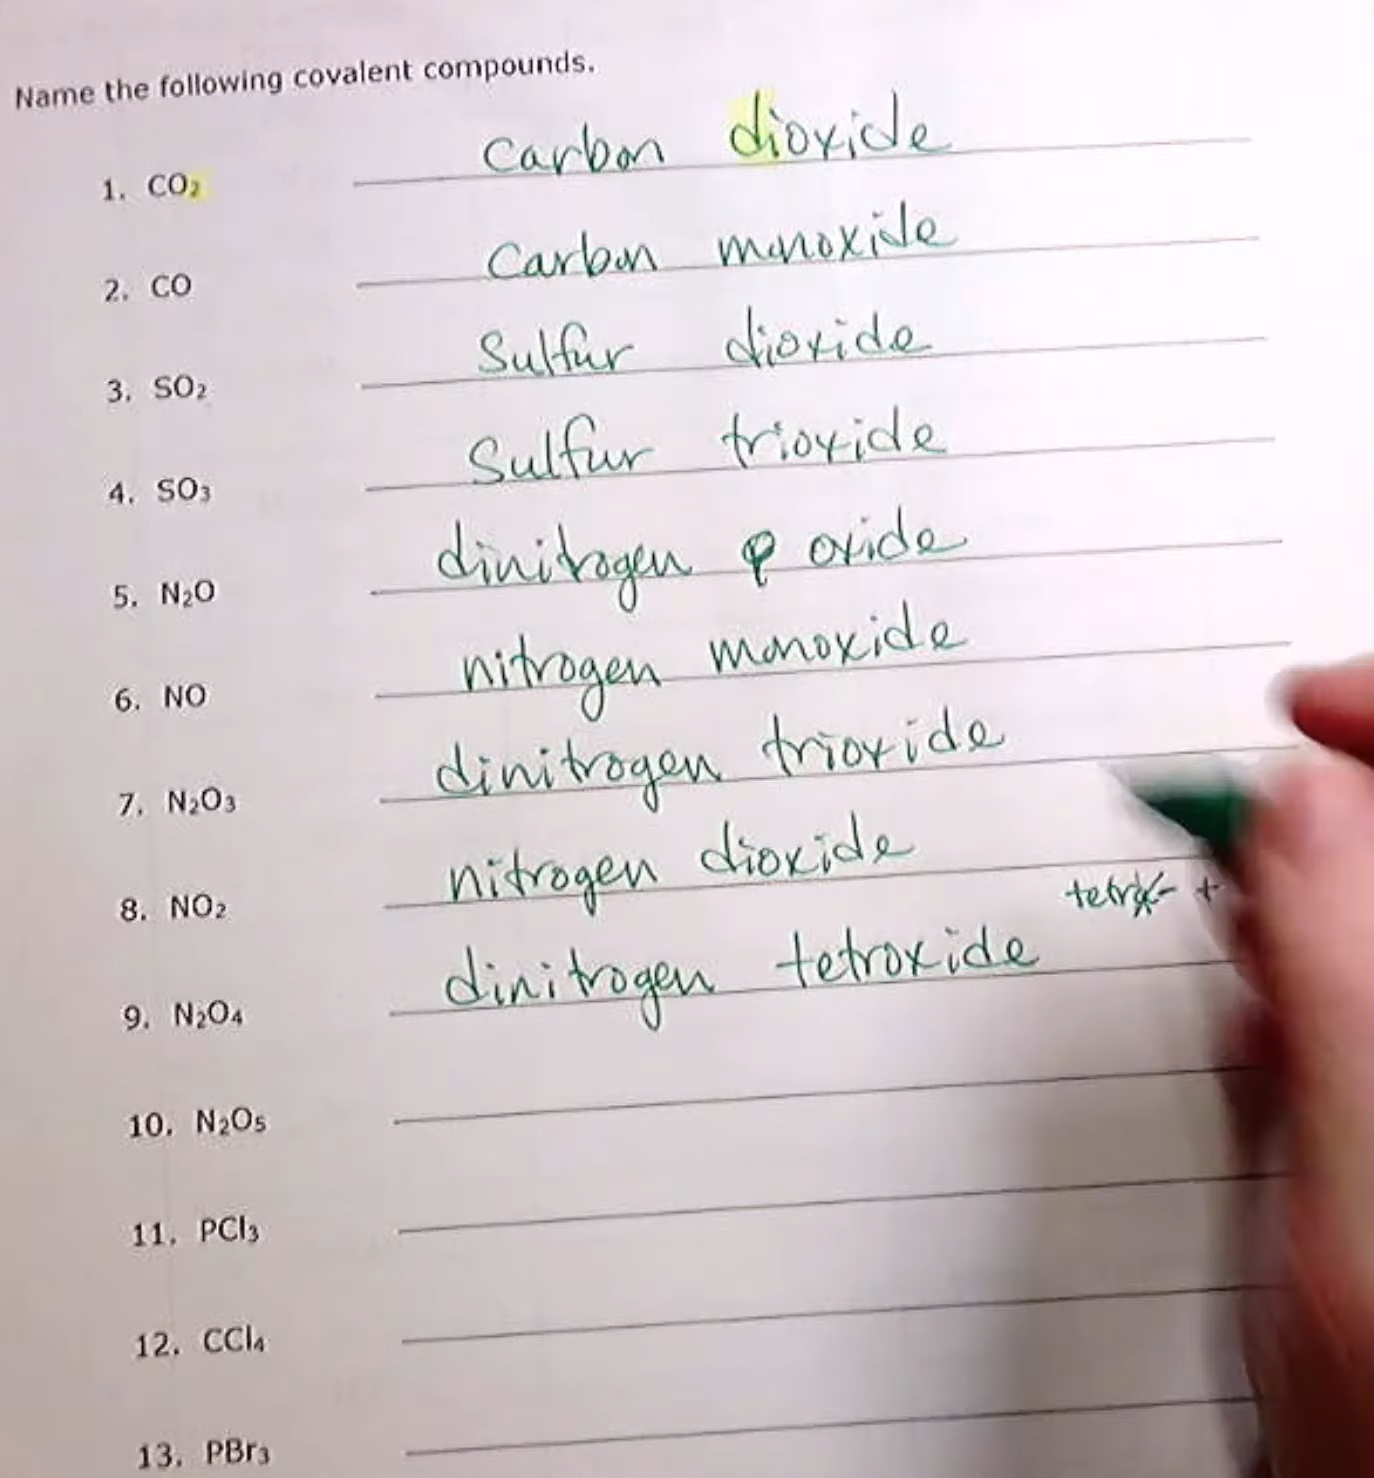 Name the following covalent compounds.
1. CO₂ carbon dioxide
2. CO carbon monoxide
3. SO₂ Sulfur dioxide
4. SO₃ Sulfur trioxide
5. N₂O dinitrogen oxide
6. NO nitrogen monoxide
7. N₂O₃ dinitrogen trioxide
8. NO₂ nitrogen dioxide
tetra- +
9. N₂O₄ dinitrogen tetroxide
10. N₂O₅
11. PCl₃
12. CCl₄
13. PBr₃